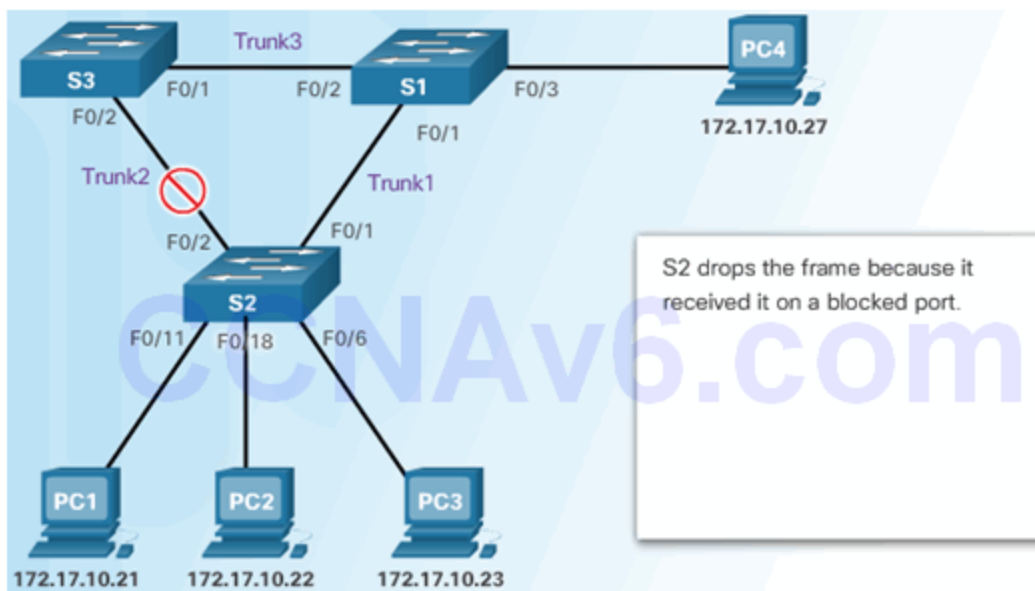 Trunk3
PC4
S3
F0/1
F0/2
S1
F0/3
F0/2
F0/1
172.17.10.27
Trunk2
Trunk1
F0/2
F0/1
S2
S2 drops the frame because it
received it on a blocked port.
CCNAv6.com
F0/11
F0/18
F0/6
PC1
PC2
PC3
172.17.10.21
172.17.10.22
172.17.10.23